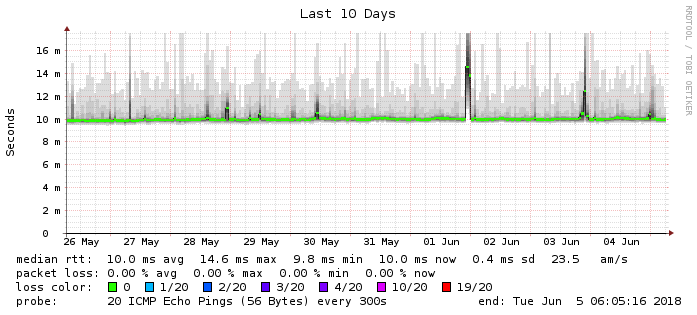 Last 10 Days
RRDTOOL / TOBI OETIKER
Seconds
16 m
14 m
12 m
10 m
8 m
6 m
4 m
2 m
0
26 May 27 May 28 May 29 May 30 May 31 May 01 Jun 02 Jun 03 Jun 04 Jun
median rtt: 10.0 ms avg 14.6 ms max 9.8 ms min 10.0 ms now 0.4 ms sd 23.5 am/s
packet loss: 0.00 % avg 0.00 % max 0.00 % min 0.00 % now
loss color: 0 1/20 2/20 3/20 4/20 10/20 19/20
probe: 20 ICMP Echo Pings (56 Bytes) every 300s end: Tue Jun 5 06:05:16 2018